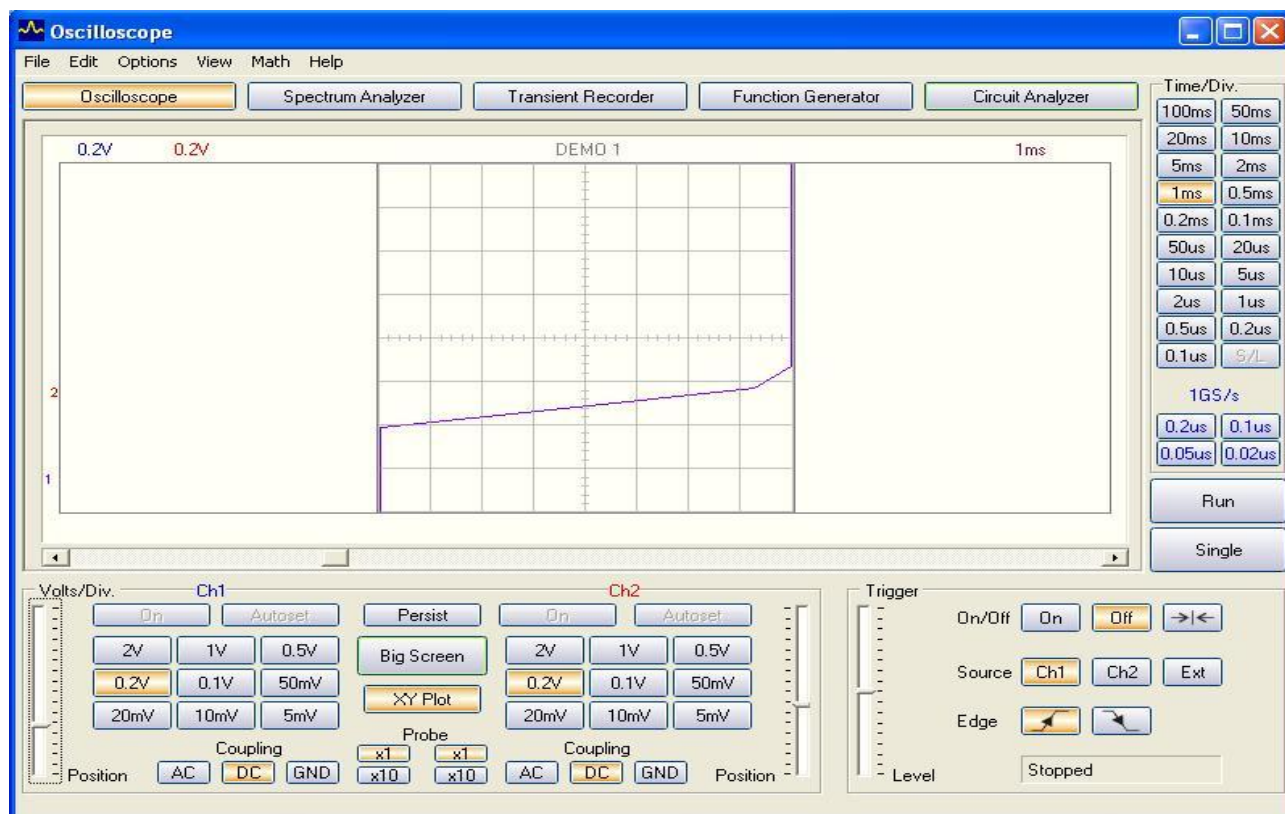 Oscilloscope
File Edit Options View Math Help
Oscilloscope Spectrum Analyzer Transient Recorder Function Generator Circuit Analyzer
0.2V 0.2V DEMO 1 1ms
2
1
Time/Div.
100ms 50ms
20ms 10ms
5ms 2ms
1ms 0.5ms
0.2ms 0.1ms
50us 20us
10us 5us
2us 1us
0.5us 0.2us
0.1us S/L
1GS/s
0.2us 0.1us
0.05us 0.02us
Run
Single
Volts/Div. Ch1 Ch2
On Autoset Persist On Autoset
2V 1V 0.5V Big Screen 2V 1V 0.5V
0.2V 0.1V 50mV XY Plot 0.2V 0.1V 50mV
20mV 10mV 5mV Probe 20mV 10mV 5mV
Coupling x1 x1 Coupling
Position AC DC GND x10 x10 AC DC GND Position
Trigger
On/Off On Off
Source Ch1 Ch2 Ext
Edge
Level Stopped